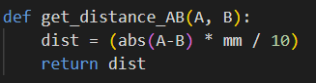 def get_distance_AB(A, B):
    dist = (abs(A-B) * mm / 10)
    return dist